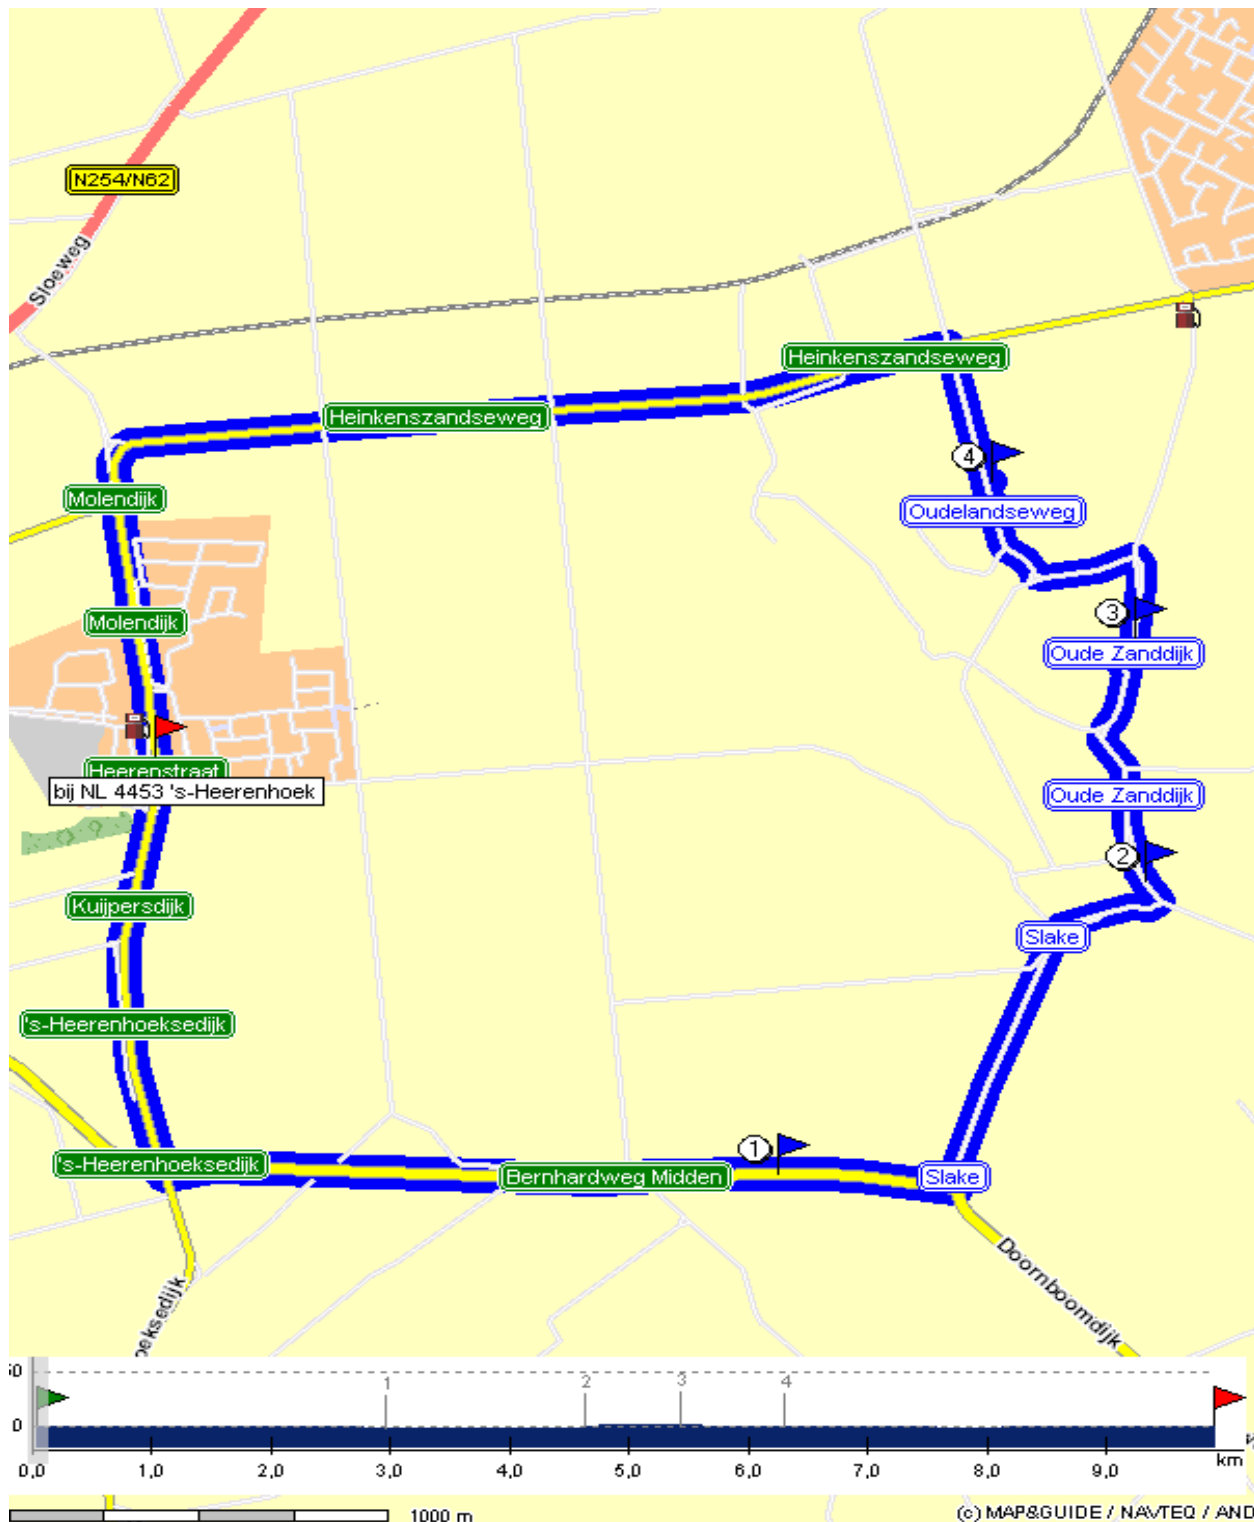 N254/N62
Sloeweg
Heinkenszandseweg
Heinkenszandseweg
4
Molendijk
Oudelandseweg
3
Molendijk
Oude Zanddijk
Heerenstraat
bij NL 4453 's-Heerenhoek
Oude Zanddijk
2
Kuijpersdijk
Slake
's-Heerenhoeksedijk
1
's-Heerenhoeksedijk
Bernhardweg Midden
Slake
Doornboomdijk
oeksedijk
1 2 3 4
0
0,0 1,0 2,0 3,0 4,0 5,0 6,0 7,0 8,0 9,0 km
1000 m
(c) MAP&GUIDE / NAVTEQ / AND